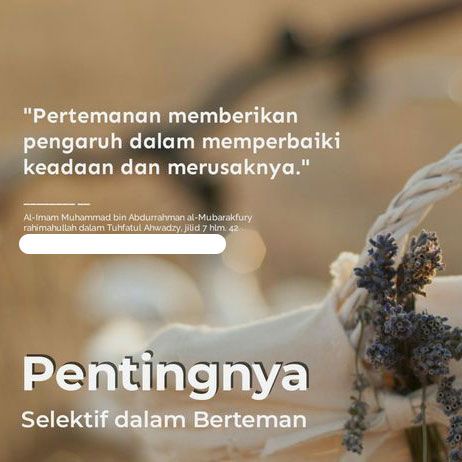 "Pertemanan memberikan
pengaruh dalam memperbaiki
keadaan dan merusaknya."
Al-Imam Muhammad bin Abdurrahman al-Mubarakfury
rahimahullah dalam Tuhfatul Ahwadzy, jilid 7 hlm. 42
Pentingnya
Selektif dalam Berteman